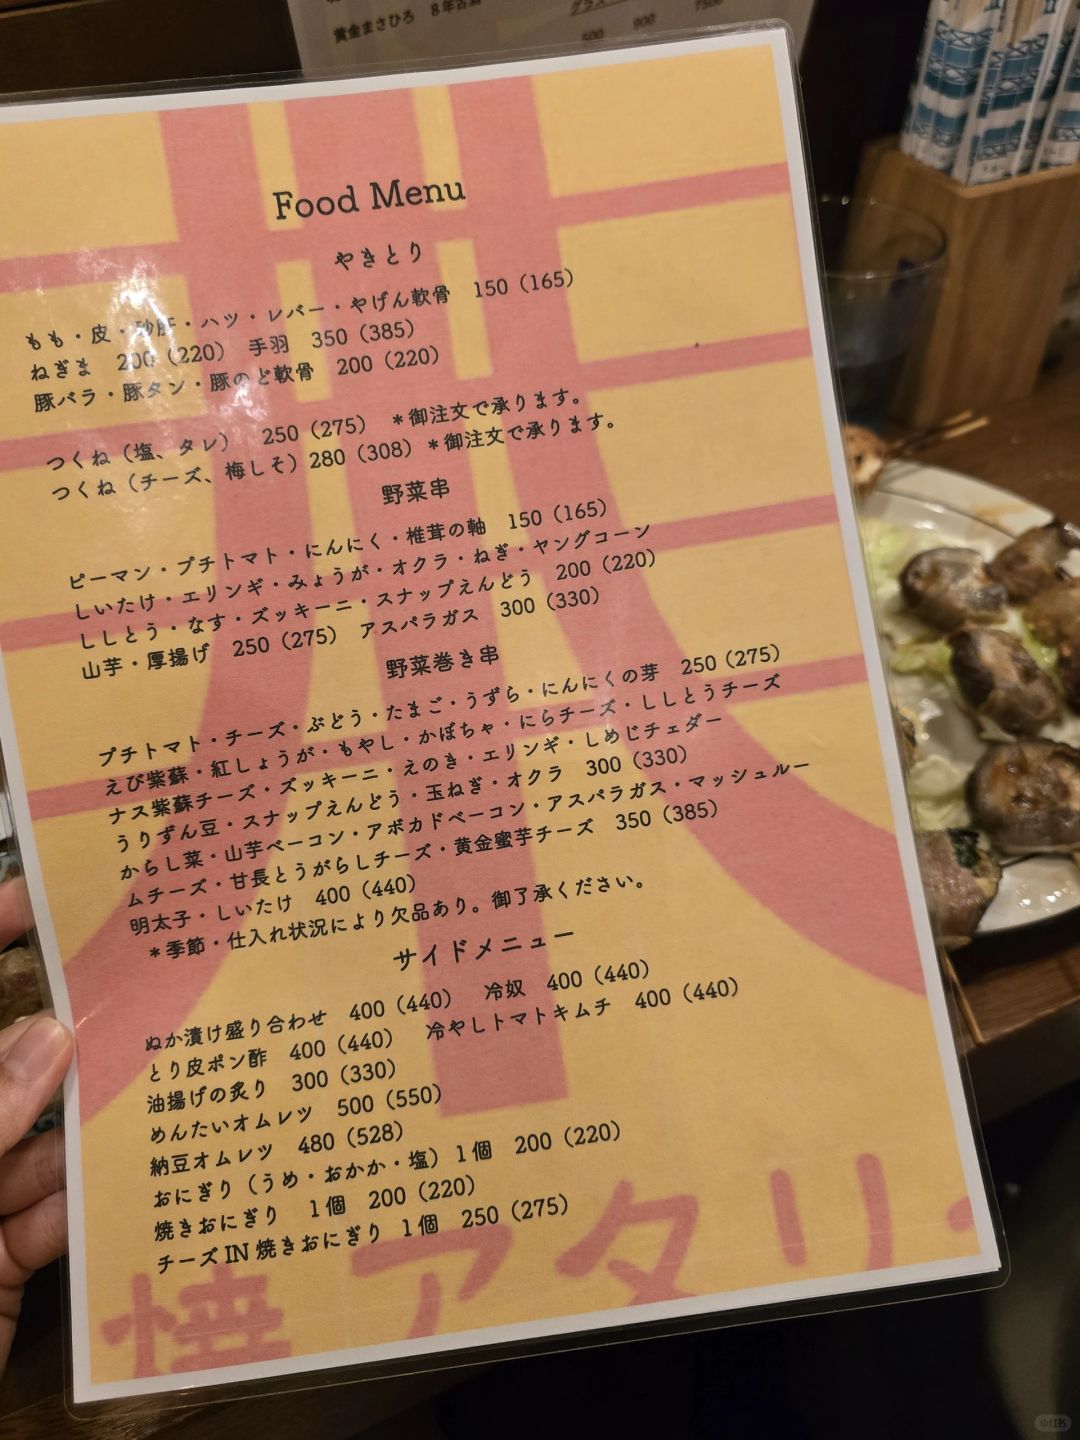 黄金まさひろ　8年古酒
グラス
500　900　7500
Food Menu
やきとり
もも・皮・砂肝・ハツ・レバー・やげん軟骨　150（165）
ねぎま　200（220）　手羽　350（385）
豚バラ・豚タン・豚のど軟骨　200（220）
つくね（塩、タレ）　250（275）　＊御注文で承ります。
つくね（チーズ、梅しそ）280（308）＊御注文で承ります。
野菜串
ピーマン・プチトマト・にんにく・椎茸の軸　150（165）
しいたけ・エリンギ・みょうが・オクラ・ねぎ・ヤングコーン
ししとう・なす・ズッキーニ・スナップえんどう　200（220）
山芋・厚揚げ　250（275）　アスパラガス　300（330）
野菜巻き串
プチトマト・チーズ・ぶどう・たまご・うずら・にんにくの芽　250（275）
えび紫蘇・紅しょうが・もやし・かぼちゃ・にらチーズ・ししとうチーズ
ナス紫蘇チーズ・ズッキーニ・えのき・エリンギ・しめじチェダー
うりずん豆・スナップえんどう・玉ねぎ・オクラ　300（330）
からし菜・山芋ベーコン・アボカドベーコン・アスパラガス・マッシュルー
ムチーズ・甘長とうがらしチーズ・黄金蜜芋チーズ　350（385）
明太子・しいたけ　400（440）
＊季節・仕入れ状況により欠品あり。御了承ください。
サイドメニュー
ぬか漬け盛り合わせ　400（440）　冷奴　400（440）
とり皮ポン酢　400（440）　冷やしトマトキムチ　400（440）
油揚げの炙り　300（330）
めんたいオムレツ　500（550）
納豆オムレツ　480（528）
おにぎり（うめ・おかか・塩）1個　200（220）
焼きおにぎり　1個　200（220）
チーズIN焼きおにぎり　1個　250（275）
焼アタリ
小红书